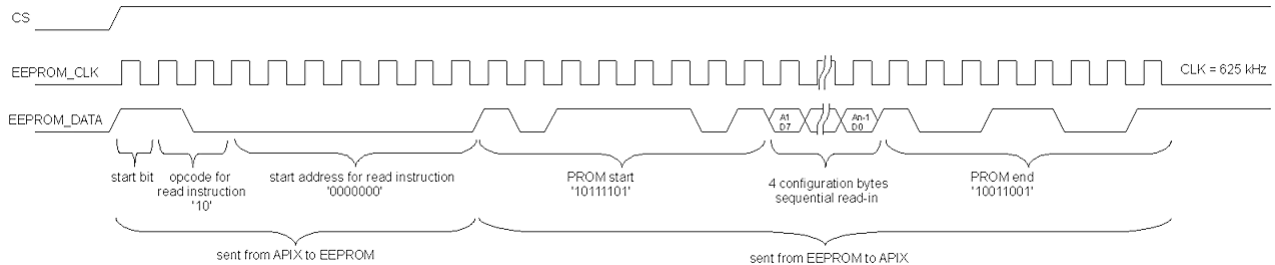 CS
EEPROM_CLK
CLK = 625 kHz
EEPROM_DATA
A1
D7
An-1
D0
start bit
opcode for
read instruction
'10'
start address for read instruction
'0000000'
PROM start
'10111101'
4 configuration bytes
sequential read-in
PROM end
'10011001'
sent from APIX to EEPROM
sent from EEPROM to APIX